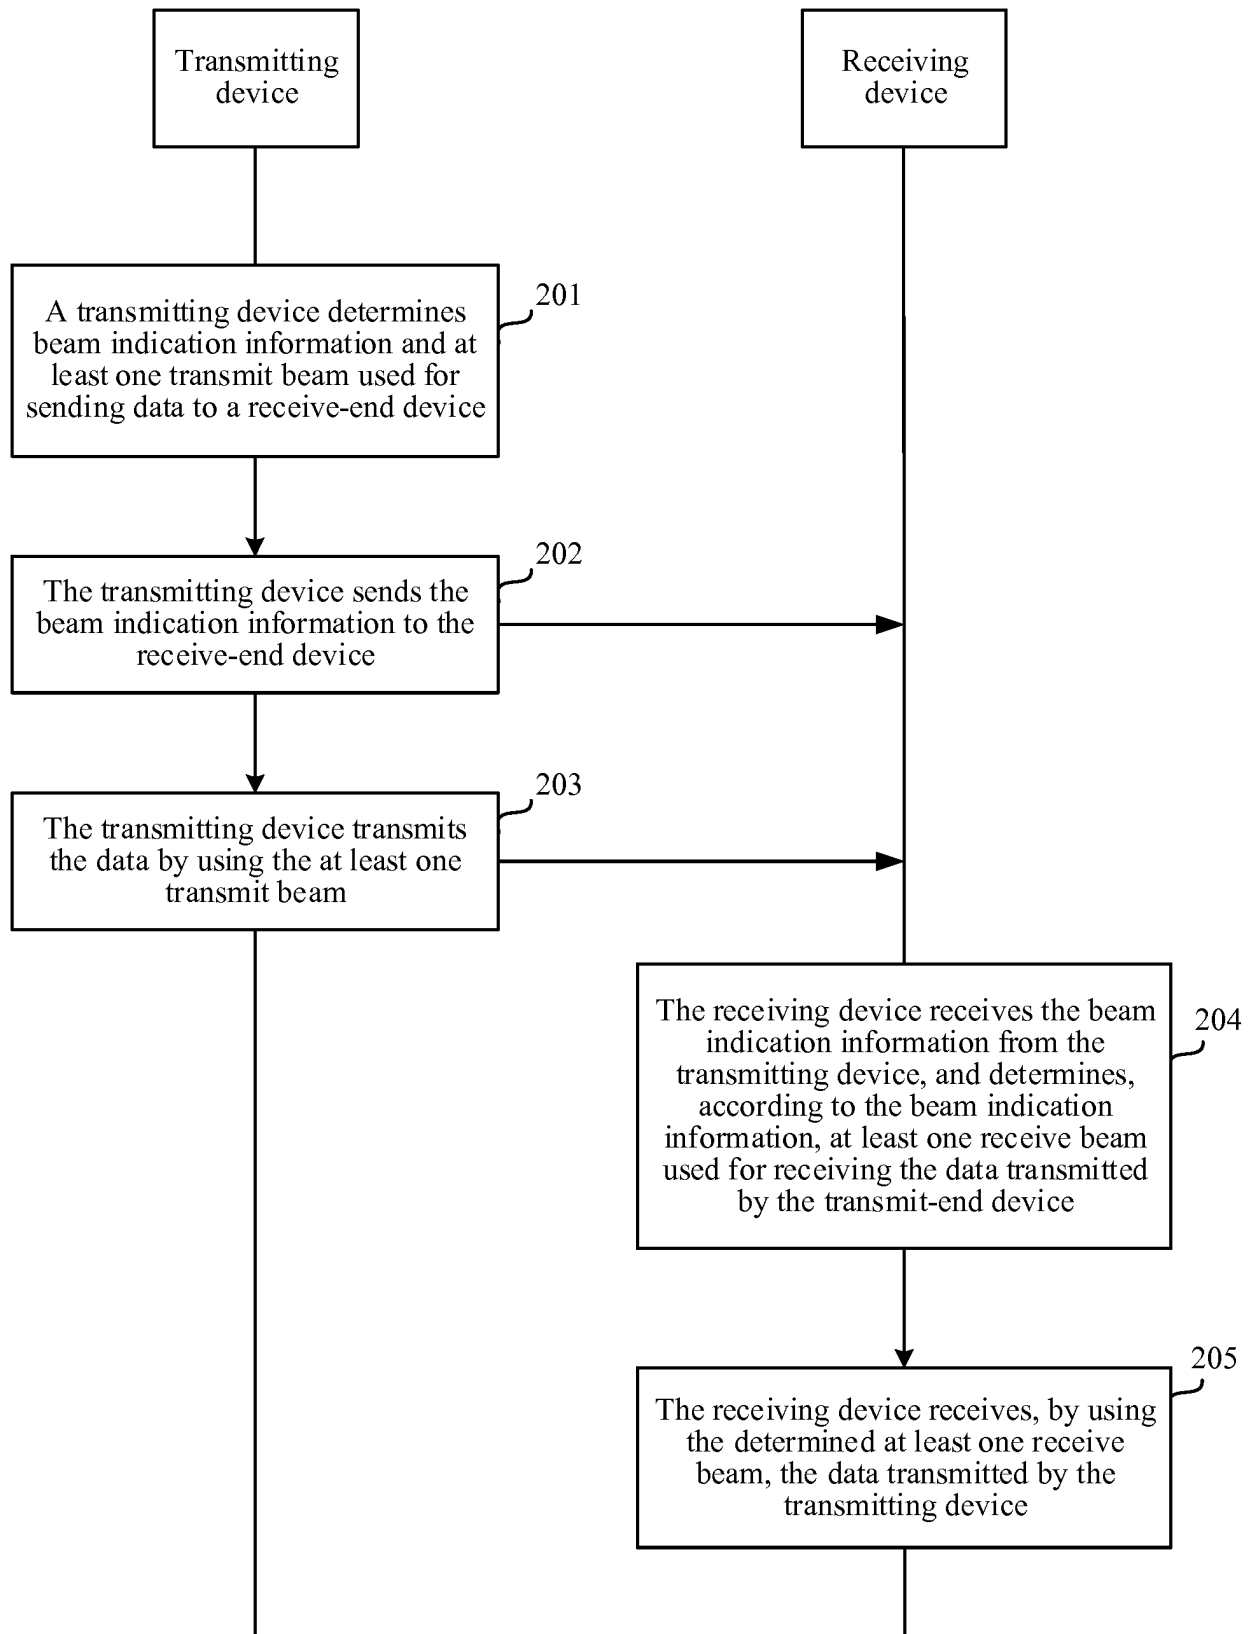 Transmitting
device
Receiving
device
201
A transmitting device determines
beam indication information and at
least one transmit beam used for
sending data to a receive-end device
202
The transmitting device sends the
beam indication information to the
receive-end device
203
The transmitting device transmits
the data by using the at least one
transmit beam
204
The receiving device receives the beam
indication information from the
transmitting device, and determines,
according to the beam indication
information, at least one receive beam
used for receiving the data transmitted
by the transmit-end device
205
The receiving device receives, by using
the determined at least one receive
beam, the data transmitted by the
transmitting device